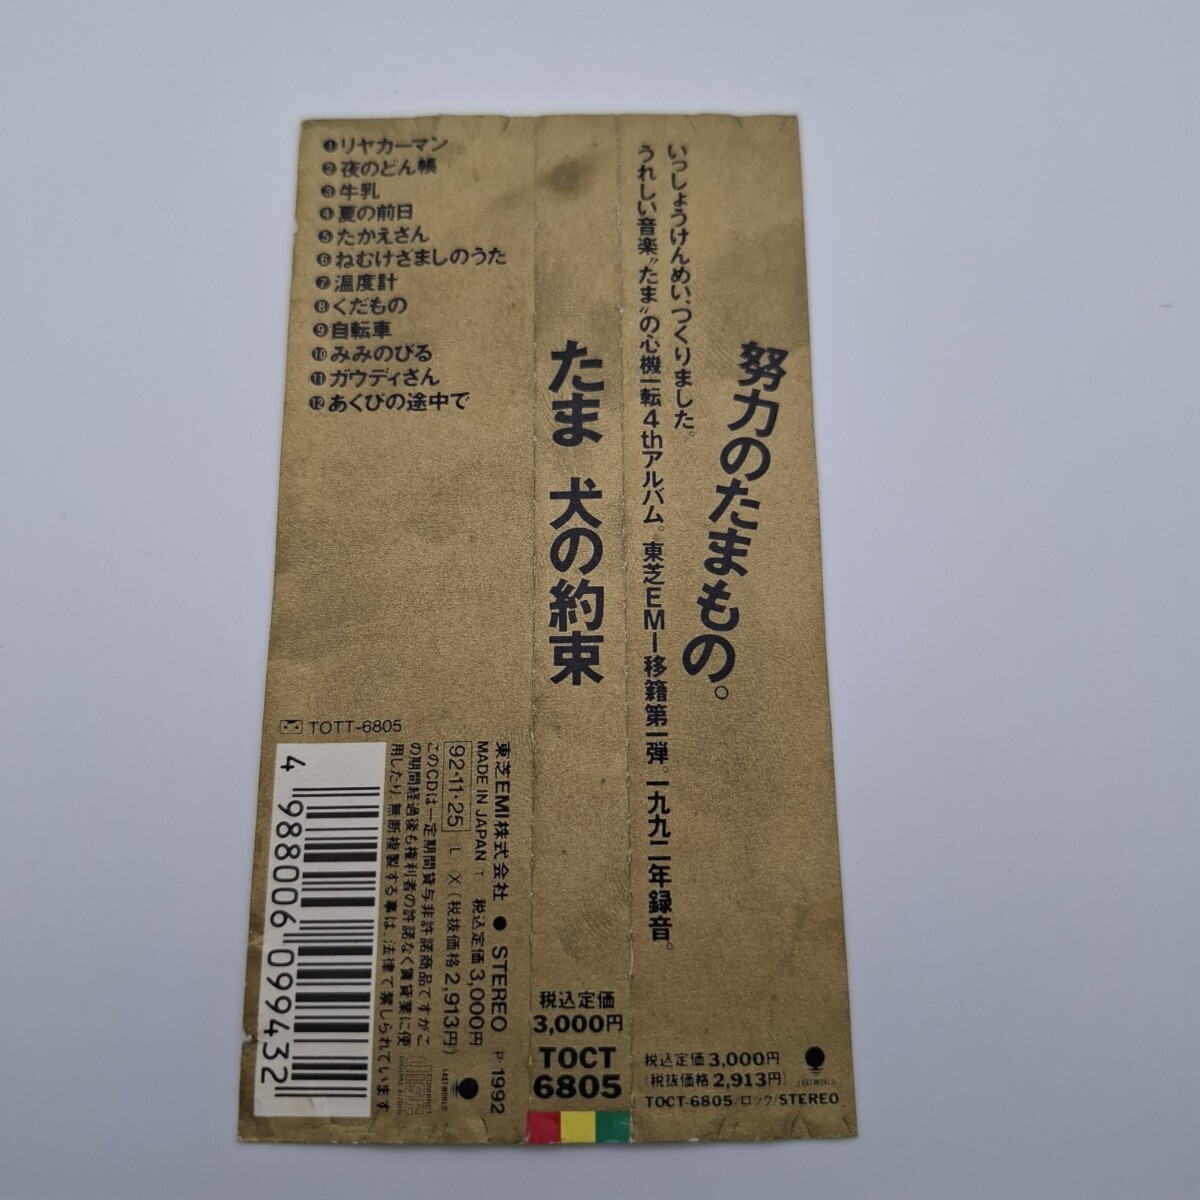 ❶リヤカーマン
❷夜のどん帳
❸牛乳
❹夏の前日
❺たかえさん
❻ねむけざましのうた
❼温度計
❽くだもの
❾自転車
❿みみのびる
⓫ガウディさん
⓬あくびの途中で
TOTT-6805
4 988006 099432
東芝EMI株式会社 ● STEREO P 1992
MADE IN JAPAN T. 税込定価3,000円
92・11・25 L X (税抜価格2,913円)
このCDは一定期間貸与非許諾商品ですがこ
の期間経過後も権利者の許諾なく賃貸業に使
用したり、無断複製する事は、法律で禁じられています。
COMPACT
disc
DIGITAL AUDIO
EASTWORLD
たま 犬の約束
税込定価
3,000円
TOCT
6805
努力のたまもの。
いっしょうけんめい、つくりました。
うれしい音楽〝たま〟の心機一転4thアルバム。東芝EMI移籍第一弾。一九九二年録音。
税込定価3,000円
(税抜価格2,913円)
EASTWORLD
TOCT-6805/ロック/STEREO